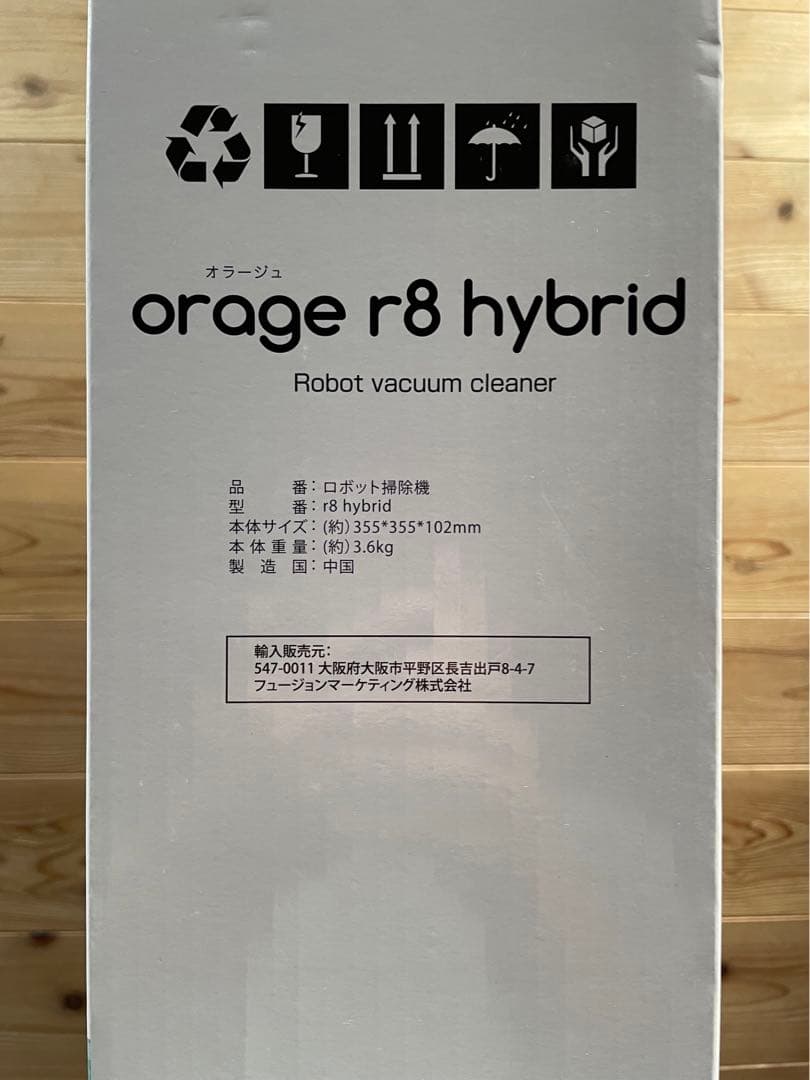 オラージュ
orage r8 hybrid
Robot vacuum cleaner
品　　番：ロボット掃除機
型　　番：r8 hybrid
本体サイズ：(約)355*355*102mm
本体重量：(約)3.6kg
製造国：中国
輸入販売元：
547-0011 大阪府大阪市平野区長吉出戸8-4-7
フュージョンマーケティング株式会社